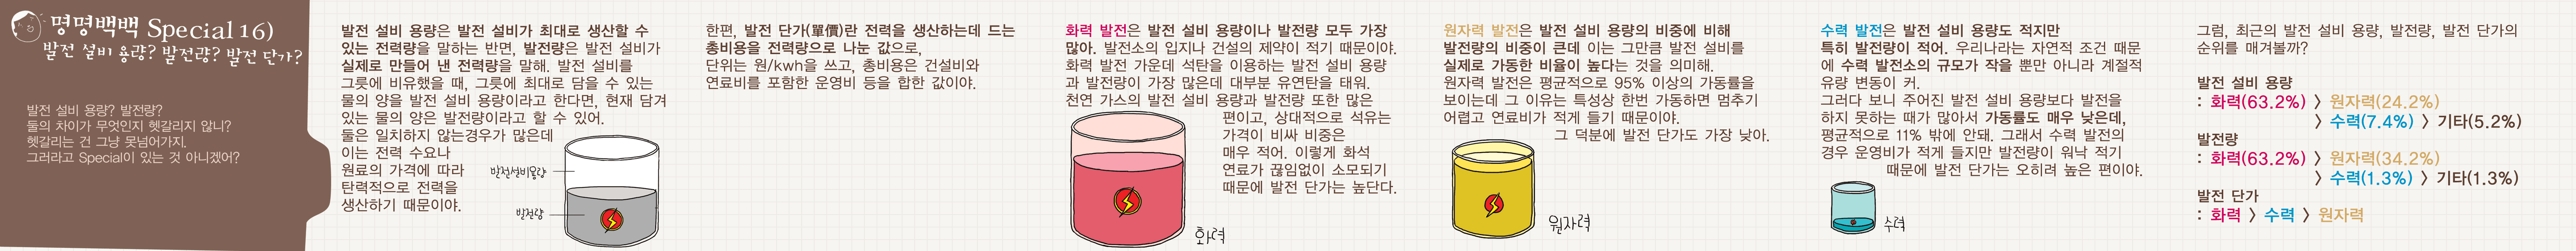 명명백백 Special 16)
발전 설비 용량? 발전량? 발전 단가?
발전 설비 용량? 발전량?
둘의 차이가 무엇인지 헷갈리지 않니?
헷갈리는 건 그냥 못넘어가지.
그러라고 Special이 있는 것 아니겠어?
발전 설비 용량은 발전 설비가 최대로 생산할 수
있는 전력량을 말하는 반면, 발전량은 발전 설비가
실제로 만들어 낸 전력량을 말해. 발전 설비를
그릇에 비유했을 때, 그릇에 최대로 담을 수 있는
물의 양을 발전 설비 용량이라고 한다면, 현재 담겨
있는 물의 양은 발전량이라고 할 수 있어.
둘은 일치하지 않는경우가 많은데
이는 전력 수요나
원료의 가격에 따라
탄력적으로 전력을
생산하기 때문이야.
발전설비용량
발전량
한편, 발전 단가(單價)란 전력을 생산하는데 드는
총비용을 전력량으로 나눈 값으로,
단위는 원/kwh을 쓰고, 총비용은 건설비와
연료비를 포함한 운영비 등을 합한 값이야.
화력 발전은 발전 설비 용량이나 발전량 모두 가장
많아. 발전소의 입지나 건설의 제약이 적기 때문이야.
화력 발전 가운데 석탄을 이용하는 발전 설비 용량
과 발전량이 가장 많은데 대부분 유연탄을 태워.
천연 가스의 발전 설비 용량과 발전량 또한 많은
편이고, 상대적으로 석유는
가격이 비싸 비중은
매우 적어. 이렇게 화석
연료가 끊임없이 소모되기
때문에 발전 단가는 높단다.
화력
원자력 발전은 발전 설비 용량의 비중에 비해
발전량의 비중이 큰데 이는 그만큼 발전 설비를
실제로 가동한 비율이 높다는 것을 의미해.
원자력 발전은 평균적으로 95% 이상의 가동률을
보이는데 그 이유는 특성상 한번 가동하면 멈추기
어렵고 연료비가 적게 들기 때문이야.
그 덕분에 발전 단가도 가장 낮아.
원자력
수력 발전은 발전 설비 용량도 적지만
특히 발전량이 적어. 우리나라는 자연적 조건 때문
에 수력 발전소의 규모가 작을 뿐만 아니라 계절적
유량 변동이 커.
그러다 보니 주어진 발전 설비 용량보다 발전을
하지 못하는 때가 많아서 가동률도 매우 낮은데,
평균적으로 11% 밖에 안돼. 그래서 수력 발전의
경우 운영비가 적게 들지만 발전량이 워낙 적기
때문에 발전 단가는 오히려 높은 편이야.
수력
그럼, 최근의 발전 설비 용량, 발전량, 발전 단가의
순위를 매겨볼까?
발전 설비 용량
: 화력(63.2%) 〉 원자력(24.2%)
〉 수력(7.4%) 〉 기타(5.2%)
발전량
: 화력(63.2%) 〉 원자력(34.2%)
〉 수력(1.3%) 〉 기타(1.3%)
발전 단가
: 화력 〉 수력 〉 원자력